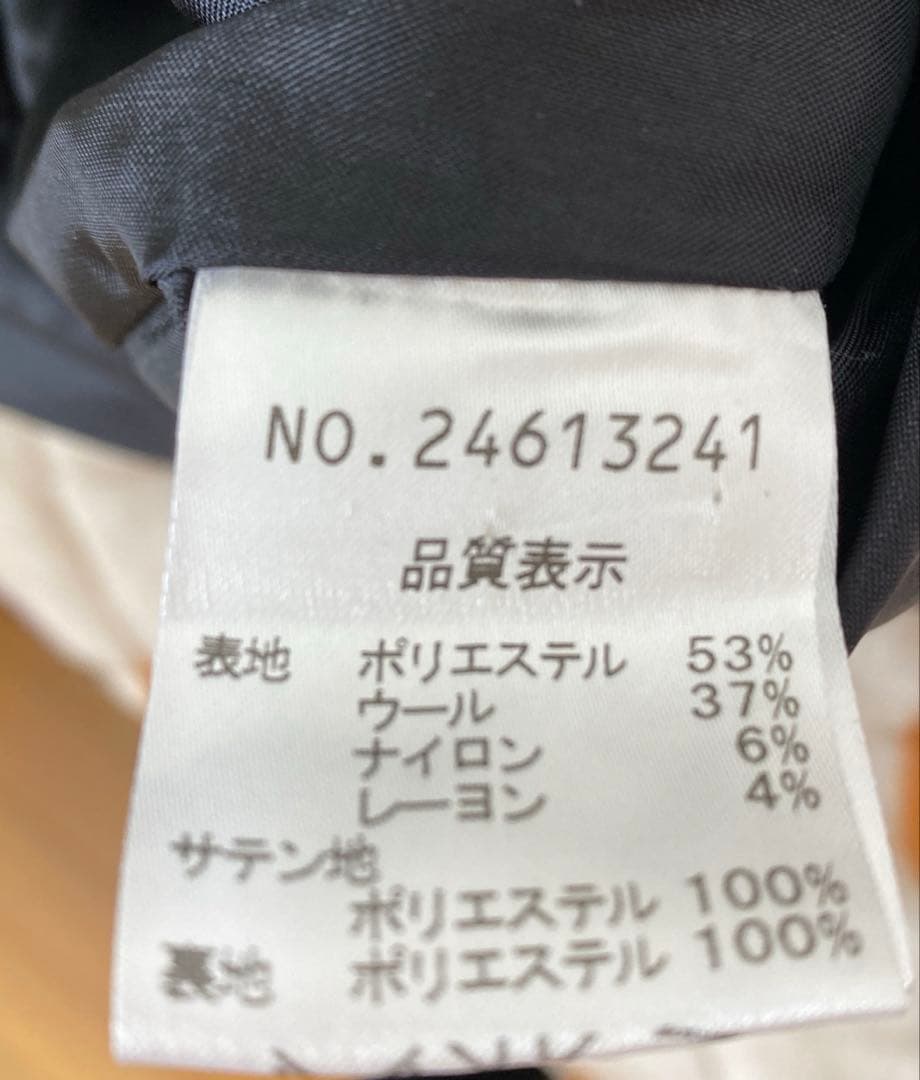 NO.24613241
品質表示
表地 ポリエステル 53%
ウール 37%
ナイロン 6%
レーヨン 4%
サテン地
ポリエステル 100%
裏地 ポリエステル 100%